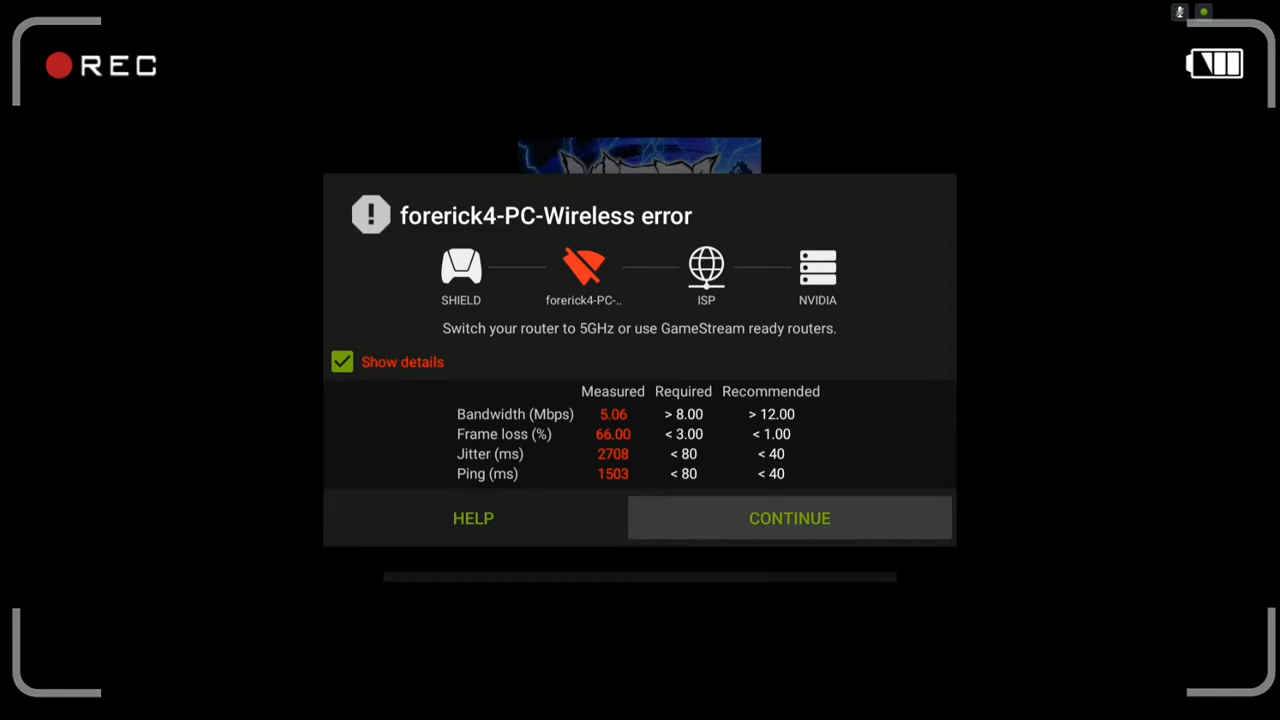 REC
forerick4-PC-Wireless error
SHIELD
forerick4-PC-..
ISP
NVIDIA
Switch your router to 5GHz or use GameStream ready routers.
Show details
Measured Required Recommended
Bandwidth (Mbps) 5.06 > 8.00 > 12.00
Frame loss (%) 66.00 < 3.00 < 1.00
Jitter (ms) 2708 < 80 < 40
Ping (ms) 1503 < 80 < 40
HELP
CONTINUE